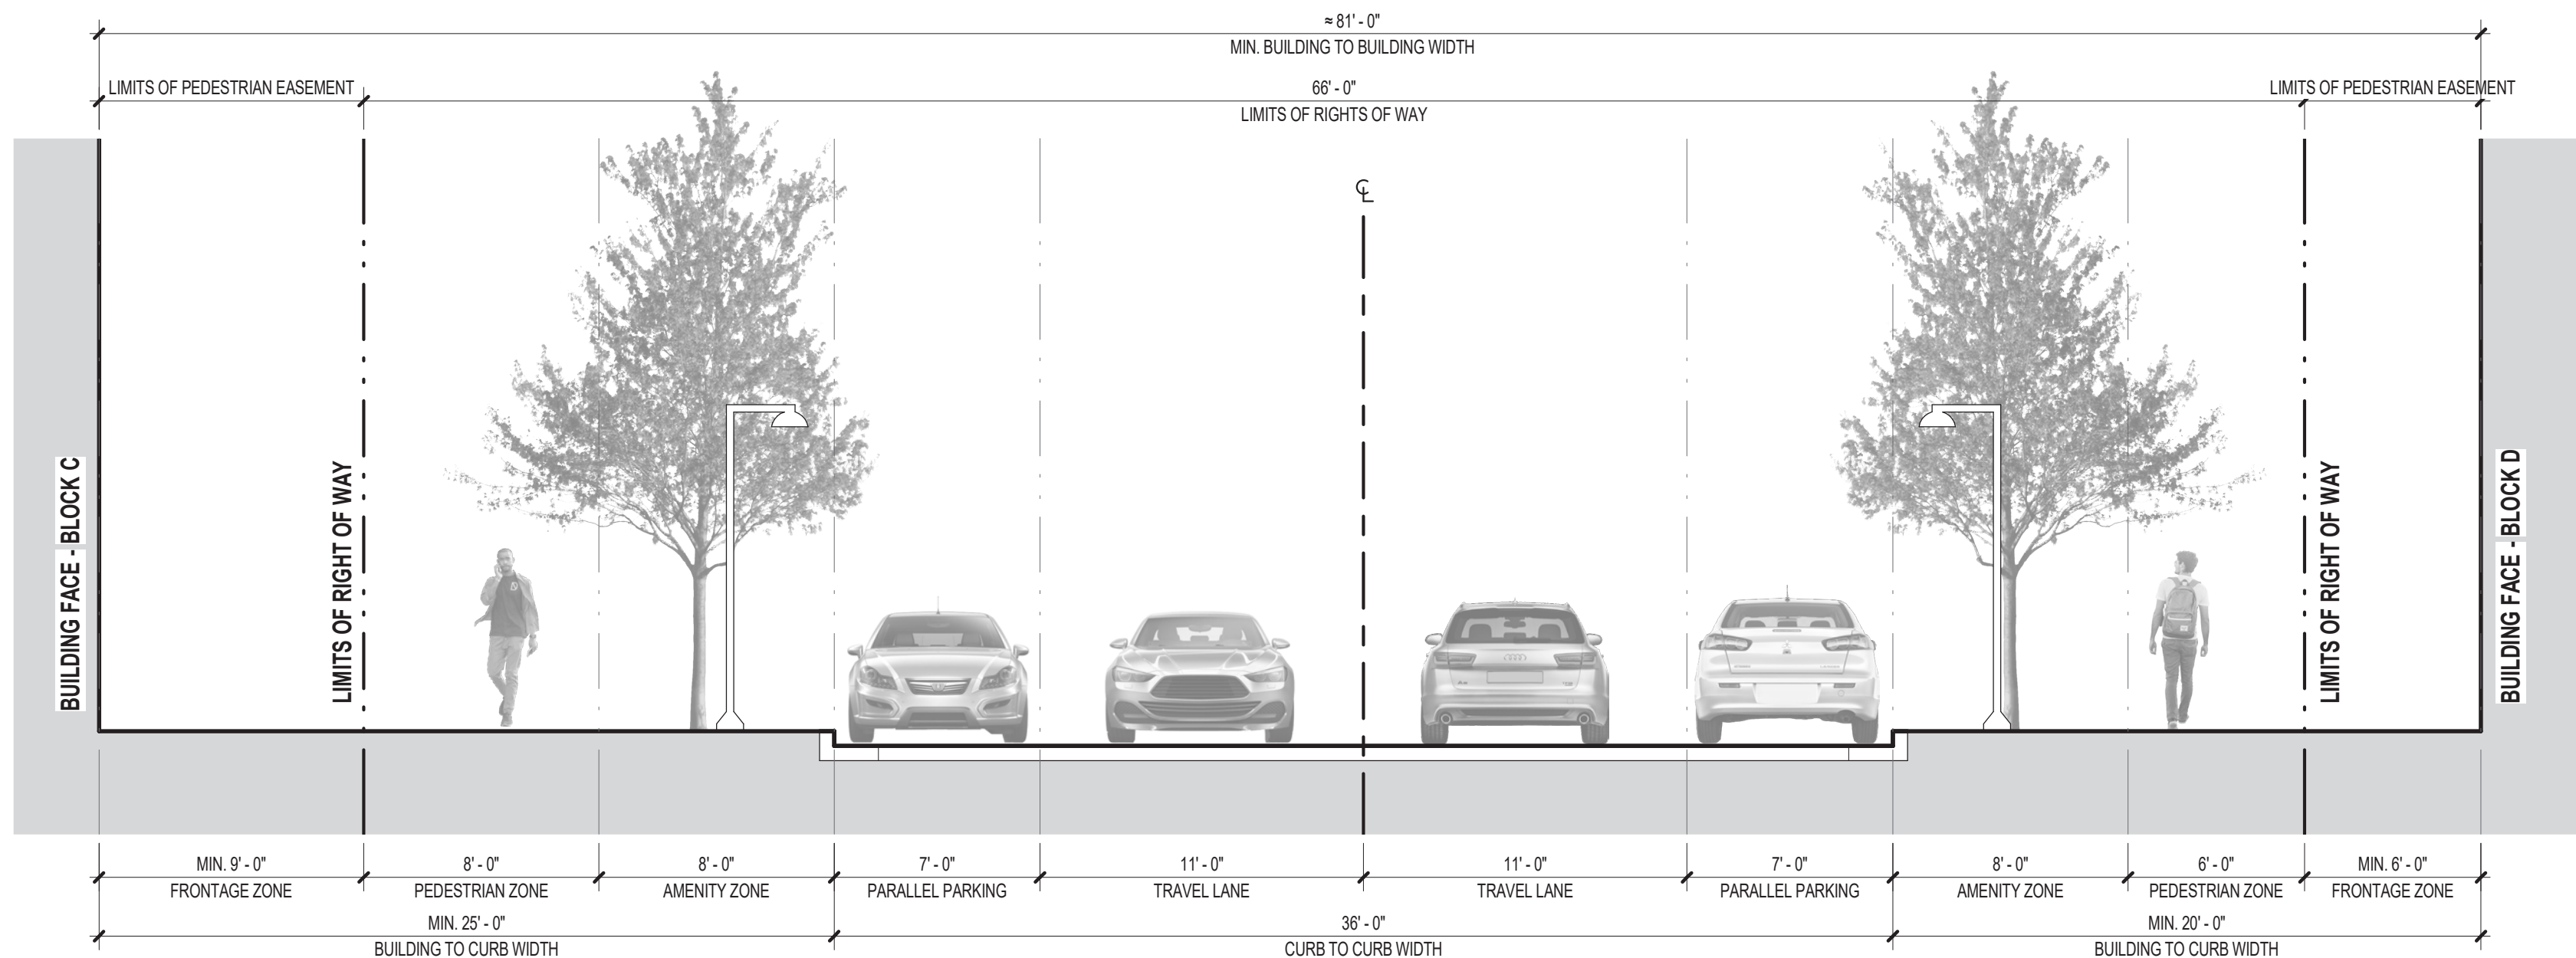 ≈ 81' - 0"
MIN. BUILDING TO BUILDING WIDTH
LIMITS OF PEDESTRIAN EASEMENT
66' - 0"
LIMITS OF PEDESTRIAN EASEMENT
LIMITS OF RIGHTS OF WAY
℄
BUILDING FACE - BLOCK C
LIMITS OF RIGHT OF WAY
LIMITS OF RIGHT OF WAY
BUILDING FACE - BLOCK D
MIN. 9' - 0"
8' - 0"
8' - 0"
7' - 0"
11' - 0"
11' - 0"
7' - 0"
8' - 0"
6' - 0"
MIN. 6' - 0"
FRONTAGE ZONE
PEDESTRIAN ZONE
AMENITY ZONE
PARALLEL PARKING
TRAVEL LANE
TRAVEL LANE
PARALLEL PARKING
AMENITY ZONE
PEDESTRIAN ZONE
FRONTAGE ZONE
MIN. 25' - 0"
36' - 0"
MIN. 20' - 0"
BUILDING TO CURB WIDTH
CURB TO CURB WIDTH
BUILDING TO CURB WIDTH